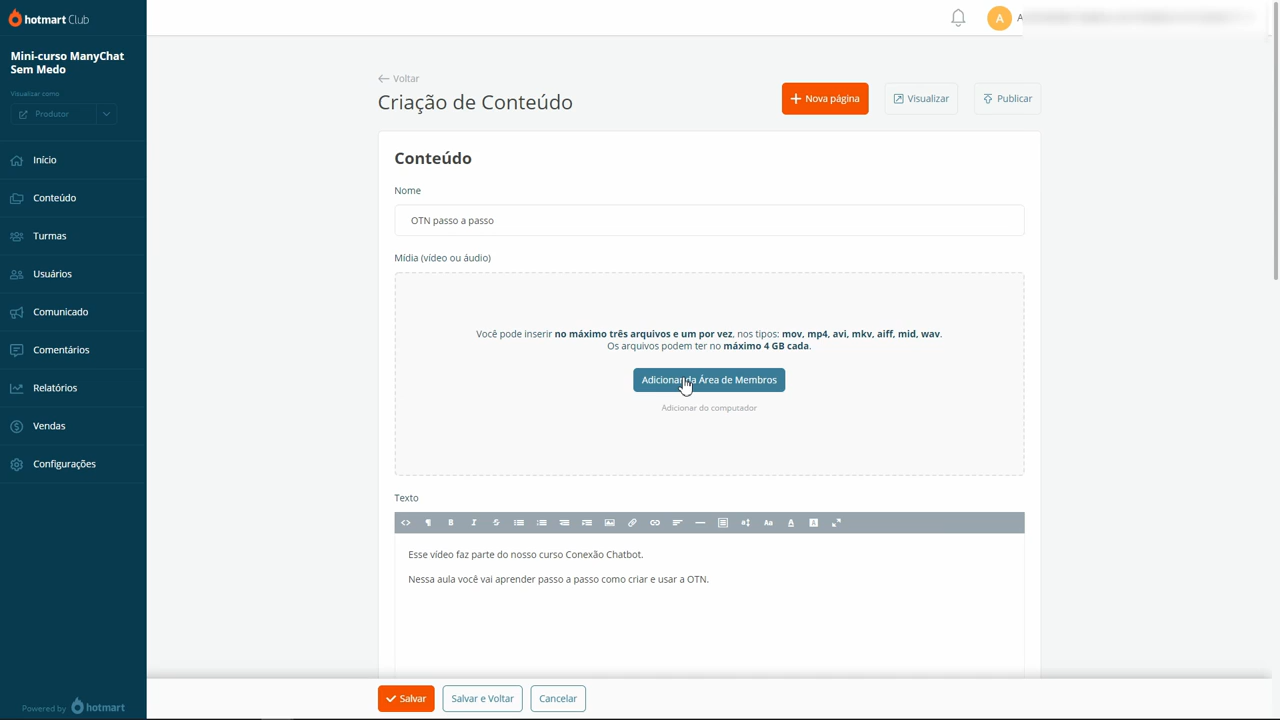 hotmart Club
A
Mini-curso ManyChat
Sem Medo
Visualizar como
Produtor
Início
Conteúdo
Turmas
Usuários
Comunicado
Comentários
Relatórios
Vendas
Configurações
Powered by hotmart
Voltar
Criação de Conteúdo
Nova página
Visualizar
Publicar
Conteúdo
Nome
OTN passo a passo
Mídia (vídeo ou áudio)
Você pode inserir no máximo três arquivos e um por vez, nos tipos: mov, mp4, avi, mkv, aiff, mid, wav.
Os arquivos podem ter no máximo 4 GB cada.
Adicionar da Área de Membros
Adicionar do computador
Texto
Esse vídeo faz parte do nosso curso Conexão Chatbot.
Nessa aula você vai aprender passo a passo como criar e usar a OTN.
Salvar
Salvar e Voltar
Cancelar